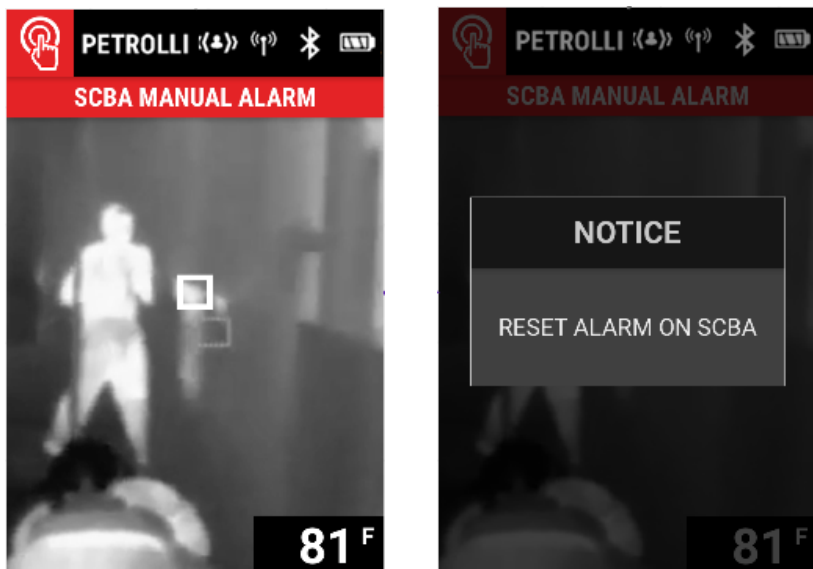 PETROLLI
SCBA MANUAL ALARM
81 F
PETROLLI
SCBA MANUAL ALARM
NOTICE
RESET ALARM ON SCBA
81 F